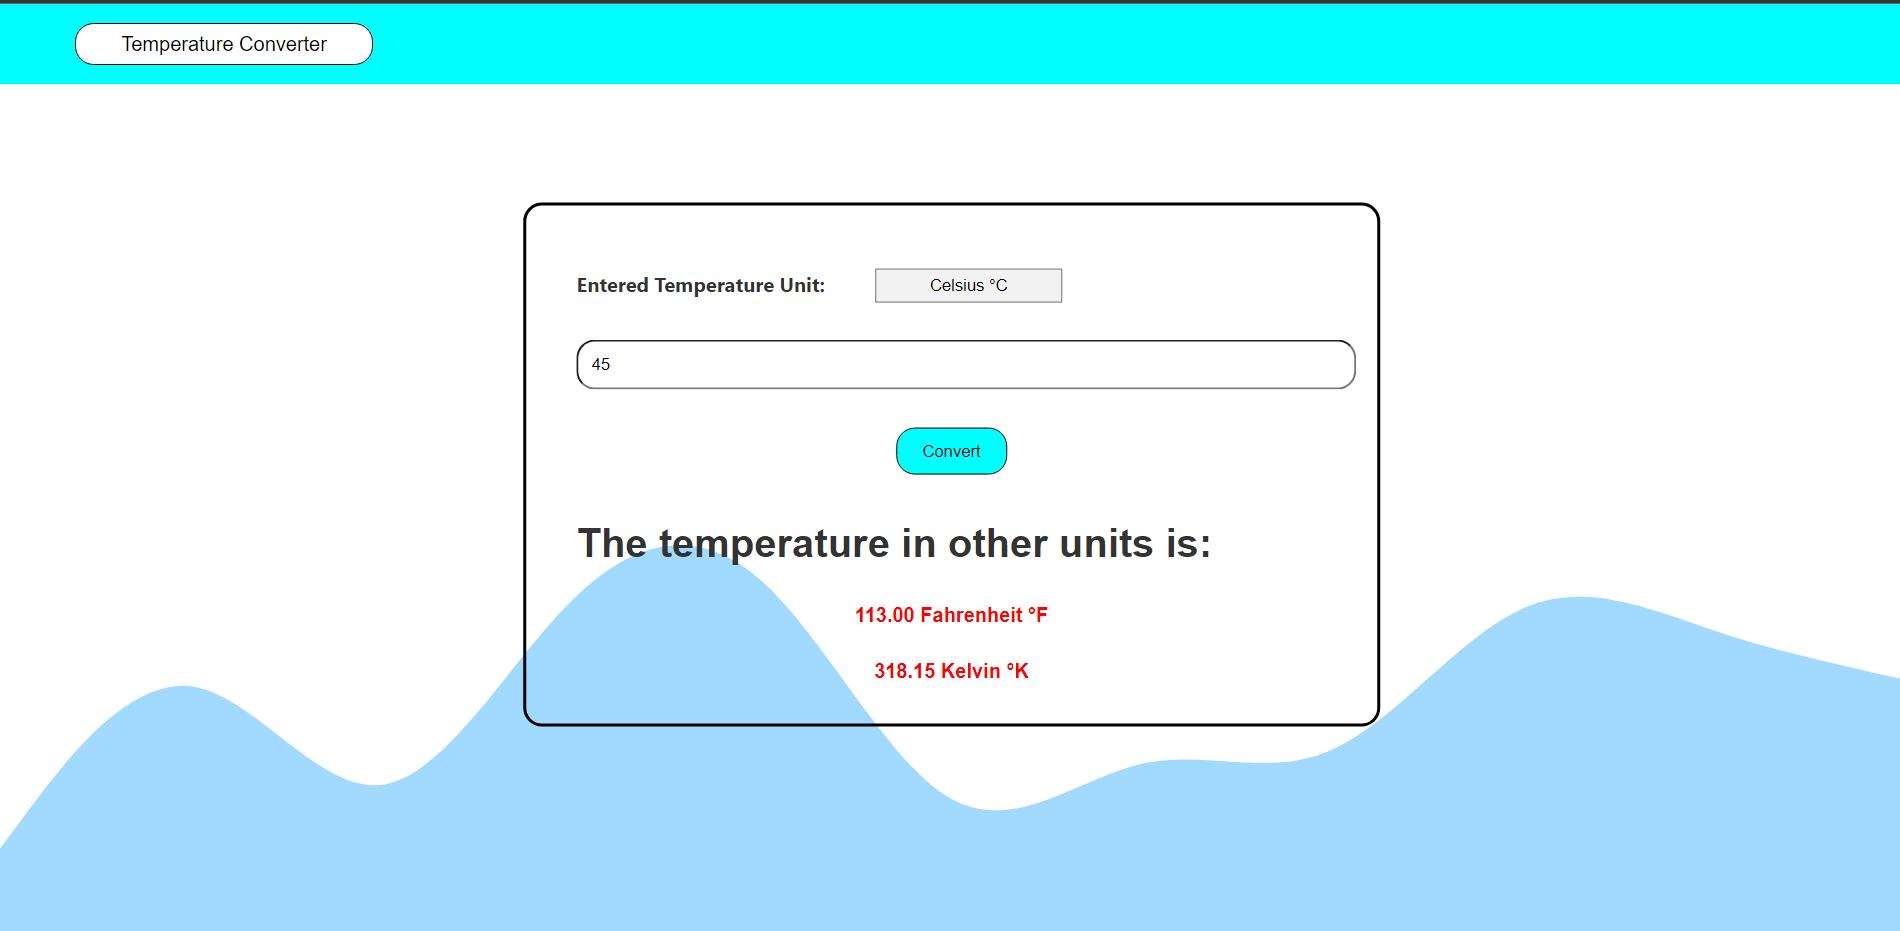 Temperature Converter
Entered Temperature Unit: Celsius °C
45
Convert
The temperature in other units is:
113.00 Fahrenheit °F
318.15 Kelvin °K